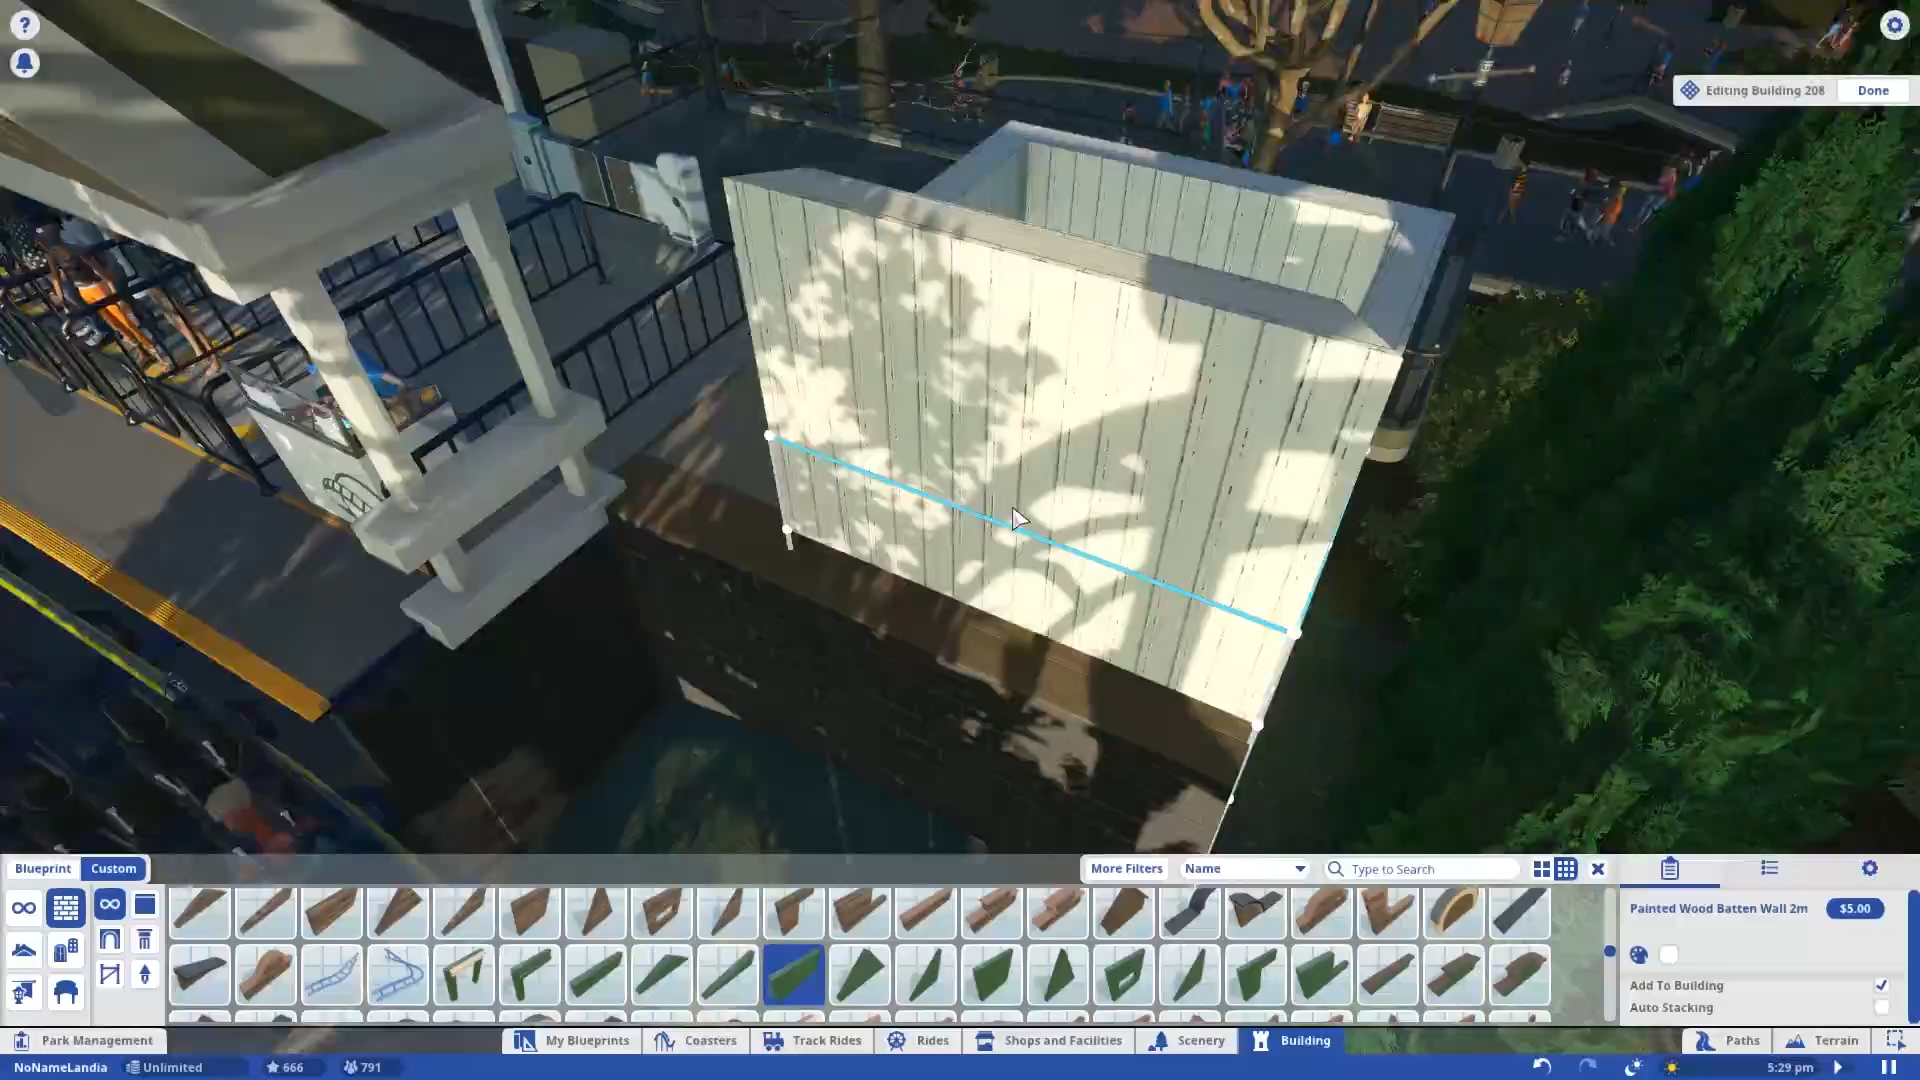 ?
Editing Building 208 Done
Blueprint Custom
More Filters Name Type to Search
Painted Wood Batten Wall 2m $5.00
Add To Building
Auto Stacking
Park Management My Blueprints Coasters Track Rides Rides Shops and Facilities Scenery Building Paths Terrain
NoNameLandia Unlimited 666 791 5:29 pm